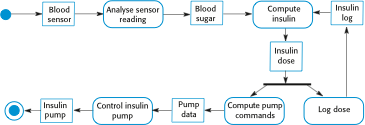 Blood
sensor
Analyse sensor
reading
Blood
sugar
Compute
insulin
Insulin
log
Insulin
dose
Insulin
pump
Control insulin
pump
Pump
data
Compute pump
commands
Log dose